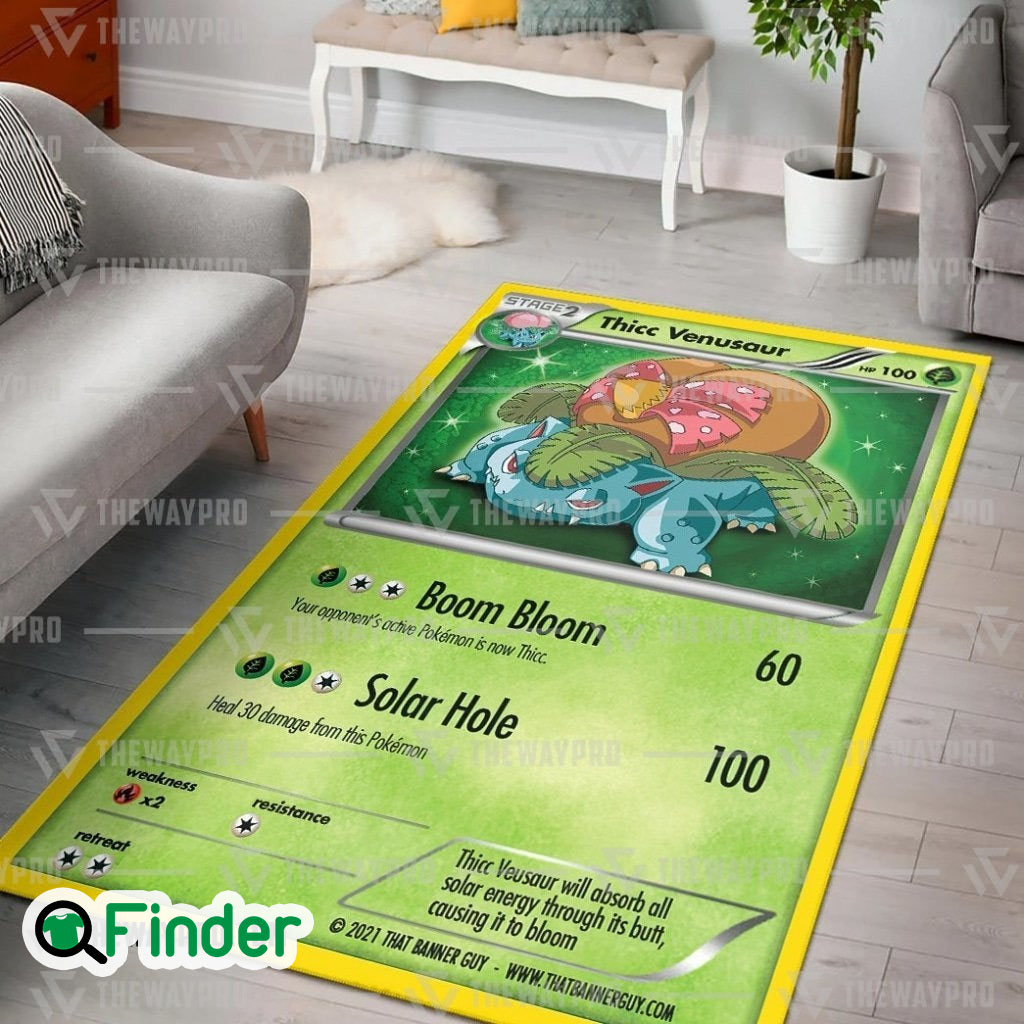 STAGE2
Thicc Venusaur
HP 100
Boom Bloom
60
Your opponent's active Pokémon is now Thicc.
Solar Hole
100
Heal 30 damage from this Pokémon
weakness
x2
resistance
retreat
Thicc Veusaur will absorb all
solar energy through its butt,
causing it to bloom
© 2021 THAT BANNER GUY - WWW.THATBANNERGUY.COM
Finder
THEWAYPRO